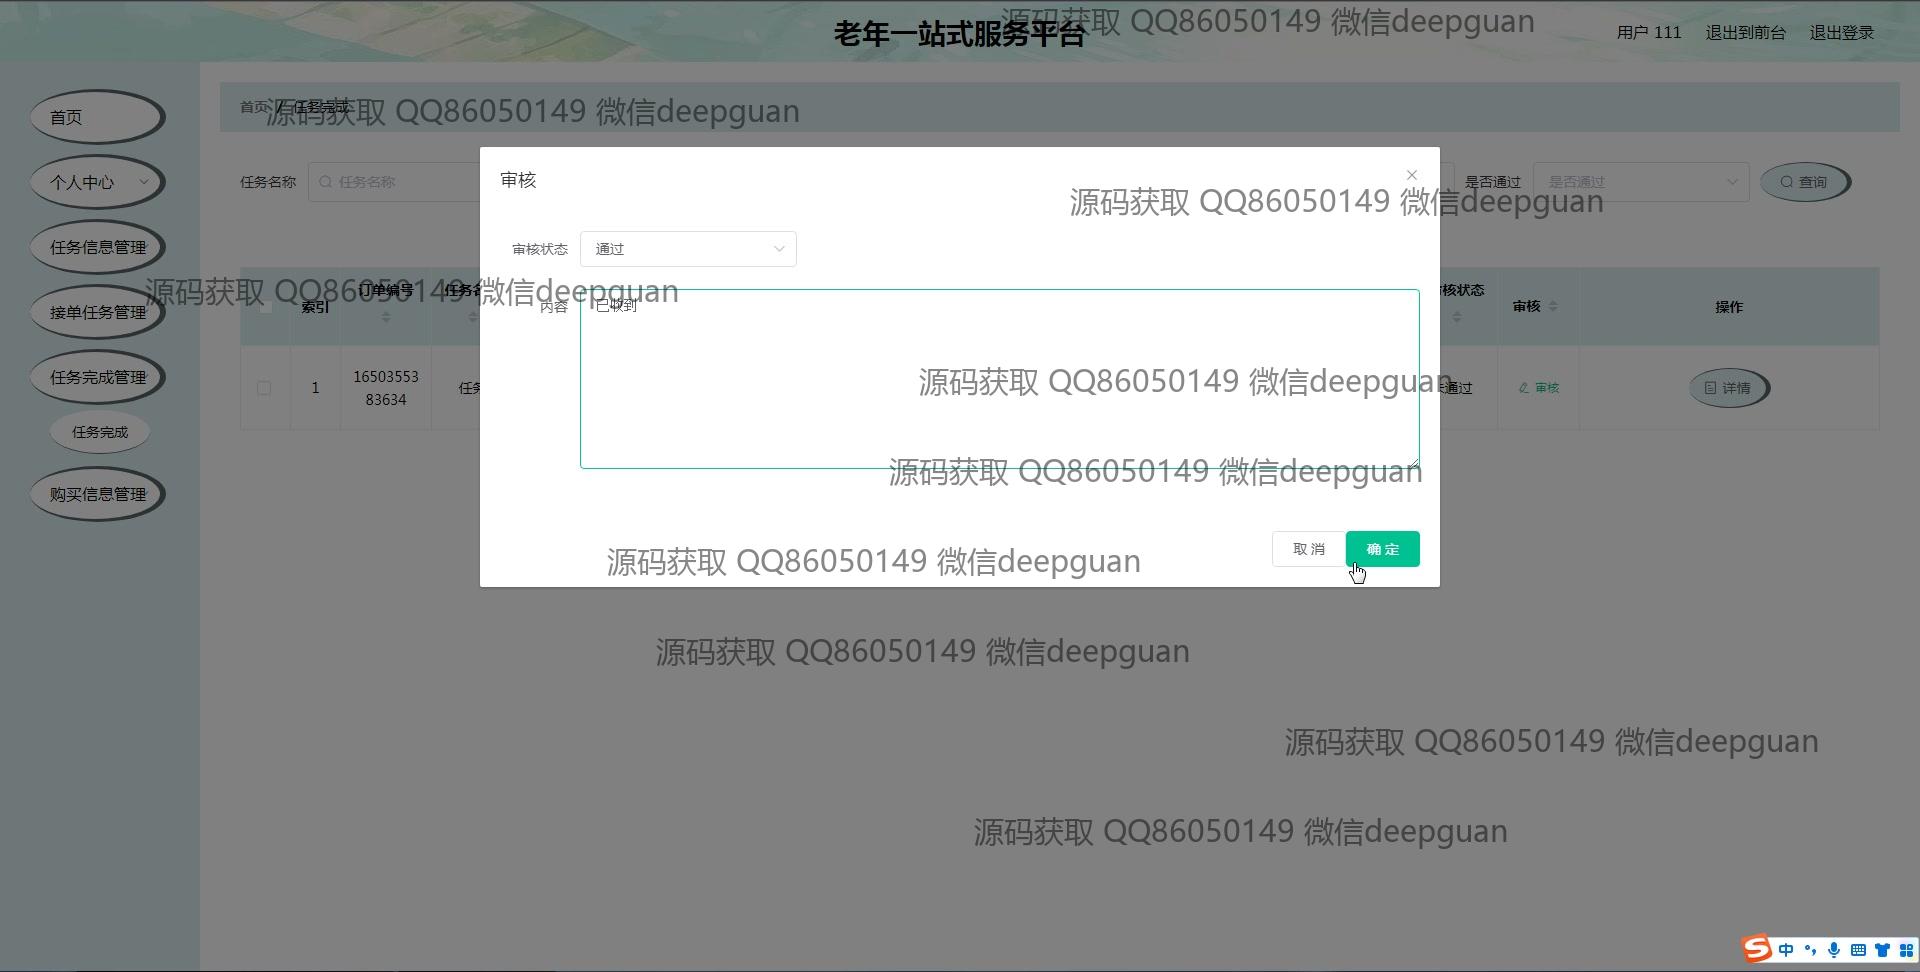 老年一站式服务平台
源码获取 QQ86050149 微信deepguan
用户 111
退出到前台
退出登录
首页
个人中心
任务信息管理
接单任务管理
任务完成管理
任务完成
购买信息管理
首页 / 任务完成
源码获取 QQ86050149 微信deepguan
任务名称
任务名称
是否通过
是否通过
查询
审核
源码获取 QQ86050149 微信deepguan
审核状态
通过
源码获取 QQ86050149 微信deepguan
内容
已收到
索引
订单编号
任务名
核状态
审核
操作
1
16503553
83634
任务
通过
审核
详情
源码获取 QQ86050149 微信deepguan
源码获取 QQ86050149 微信deepguan
取 消
确 定
源码获取 QQ86050149 微信deepguan
源码获取 QQ86050149 微信deepguan
源码获取 QQ86050149 微信deepguan
源码获取 QQ86050149 微信deepguan
中